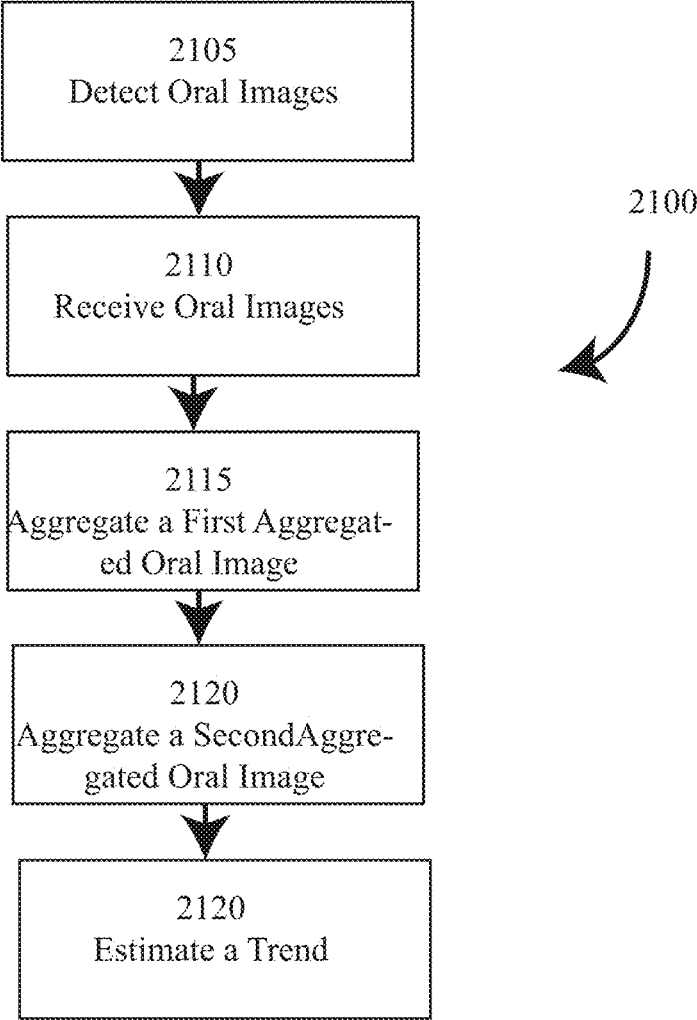 2105
Detect Oral Images
2100
2110
Receive Oral Images
2115
Aggregate a First Aggregat-
ed Oral Image
2120
Aggregate a SecondAggre-
gated Oral Image
2120
Estimate a Trend